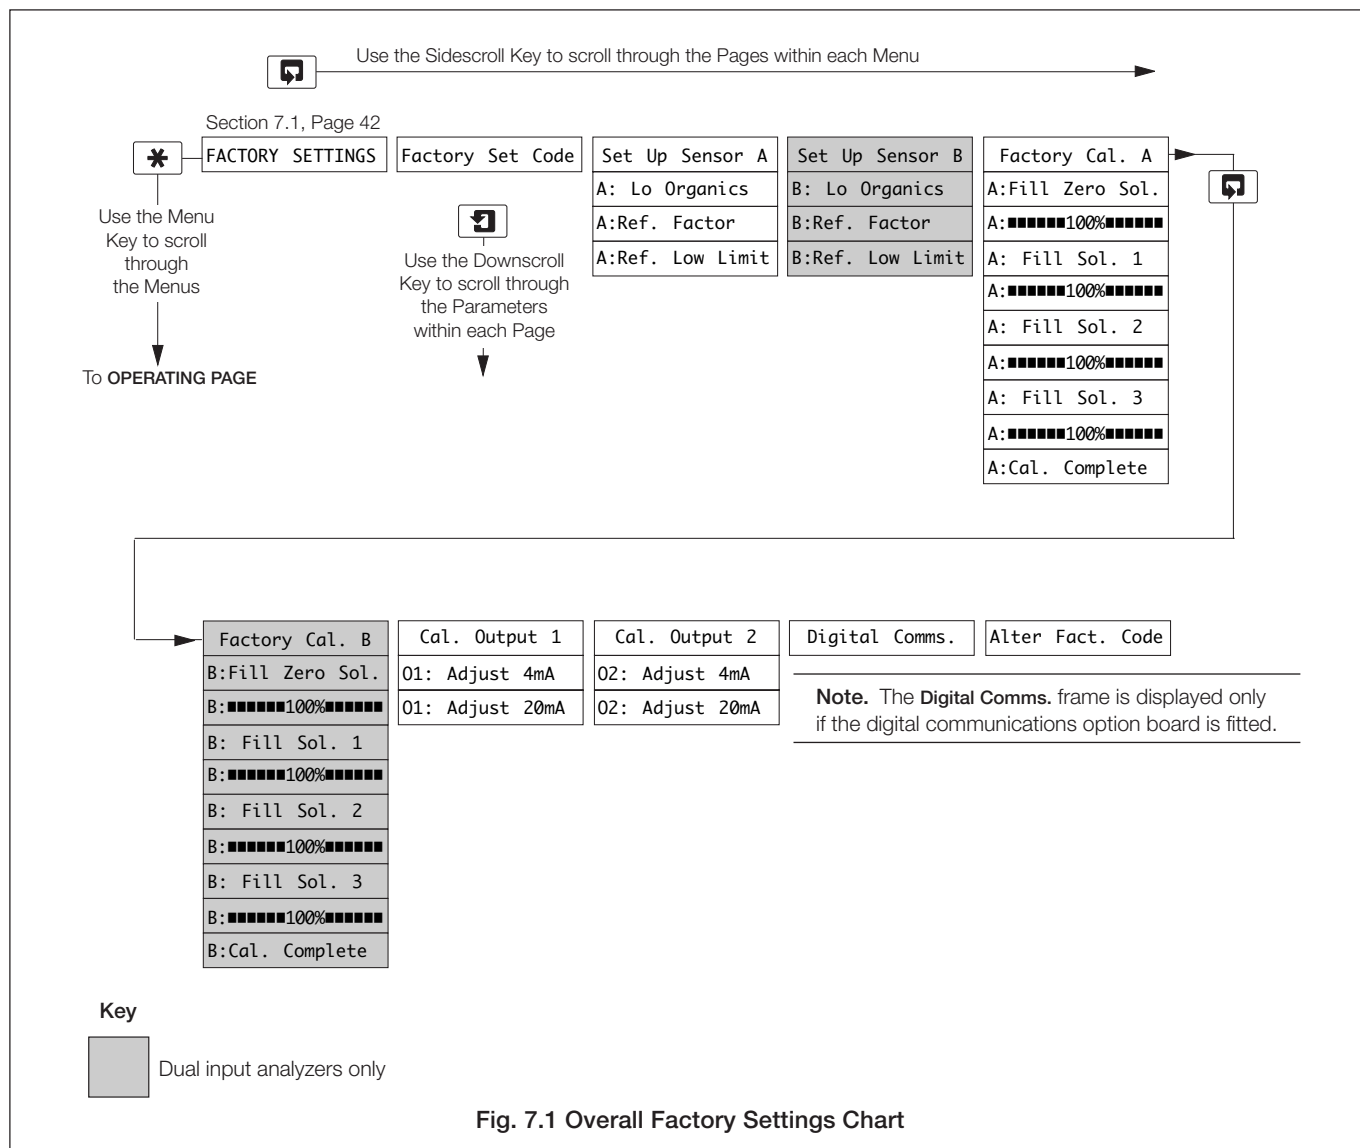 Use the Sidescroll Key to scroll through the Pages within each Menu
Section 7.1, Page 42
FACTORY SETTINGS
Factory Set Code
Set Up Sensor A
A: Lo Organics
A:Ref. Factor
A:Ref. Low Limit
Set Up Sensor B
B: Lo Organics
B:Ref. Factor
B:Ref. Low Limit
Factory Cal. A
A:Fill Zero Sol.
A:■■■■■■100%■■■■■■
A: Fill Sol. 1
A:■■■■■■100%■■■■■■
A: Fill Sol. 2
A:■■■■■■100%■■■■■■
A: Fill Sol. 3
A:■■■■■■100%■■■■■■
A:Cal. Complete
Use the Menu
Key to scroll
through
the Menus
To OPERATING PAGE
Use the Downscroll
Key to scroll through
the Parameters
within each Page
Factory Cal. B
B:Fill Zero Sol.
B:■■■■■■100%■■■■■■
B: Fill Sol. 1
B:■■■■■■100%■■■■■■
B: Fill Sol. 2
B:■■■■■■100%■■■■■■
B: Fill Sol. 3
B:■■■■■■100%■■■■■■
B:Cal. Complete
Cal. Output 1
O1: Adjust 4mA
O1: Adjust 20mA
Cal. Output 2
O2: Adjust 4mA
O2: Adjust 20mA
Digital Comms.
Alter Fact. Code
Note. The Digital Comms. frame is displayed only
if the digital communications option board is fitted.
Key
Dual input analyzers only
Fig. 7.1 Overall Factory Settings Chart